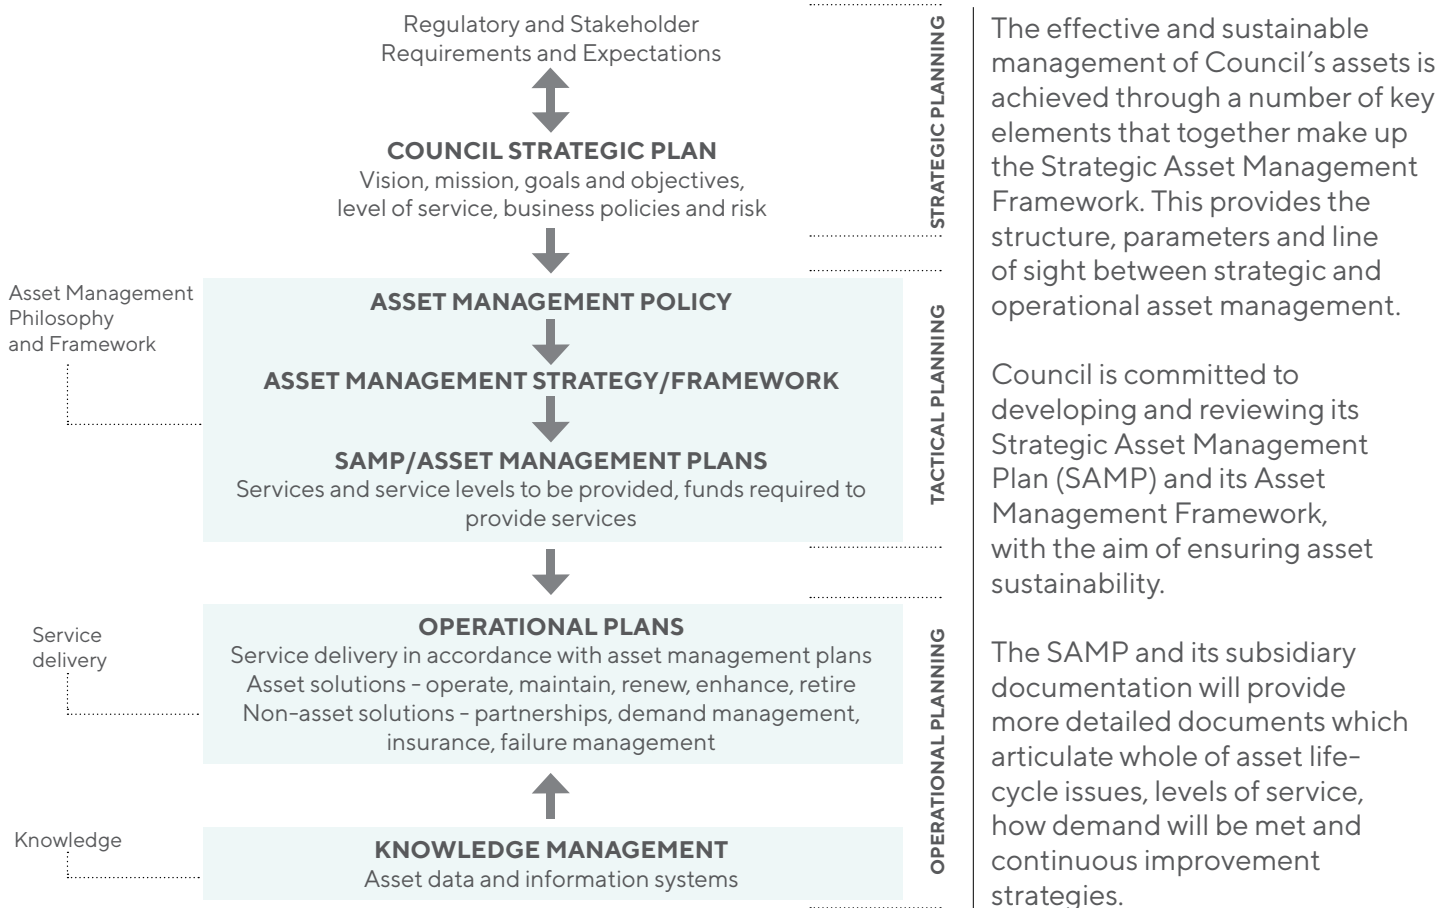 Regulatory and Stakeholder
Requirements and Expectations
COUNCIL STRATEGIC PLAN
Vision, mission, goals and objectives,
level of service, business policies and risk
STRATEGIC PLANNING
Asset Management
Philosophy
and Framework
ASSET MANAGEMENT POLICY
ASSET MANAGEMENT STRATEGY/FRAMEWORK
SAMP/ASSET MANAGEMENT PLANS
Services and service levels to be provided, funds required to
provide services
TACTICAL PLANNING
Service
delivery
OPERATIONAL PLANS
Service delivery in accordance with asset management plans
Asset solutions - operate, maintain, renew, enhance, retire
Non-asset solutions - partnerships, demand management,
insurance, failure management
Knowledge
KNOWLEDGE MANAGEMENT
Asset data and information systems
OPERATIONAL PLANNING
The effective and sustainable
management of Council's assets is
achieved through a number of key
elements that together make up
the Strategic Asset Management
Framework. This provides the
structure, parameters and line
of sight between strategic and
operational asset management.
Council is committed to
developing and reviewing its
Strategic Asset Management
Plan (SAMP) and its Asset
Management Framework,
with the aim of ensuring asset
sustainability.
The SAMP and its subsidiary
documentation will provide
more detailed documents which
articulate whole of asset life-
cycle issues, levels of service,
how demand will be met and
continuous improvement
strategies.